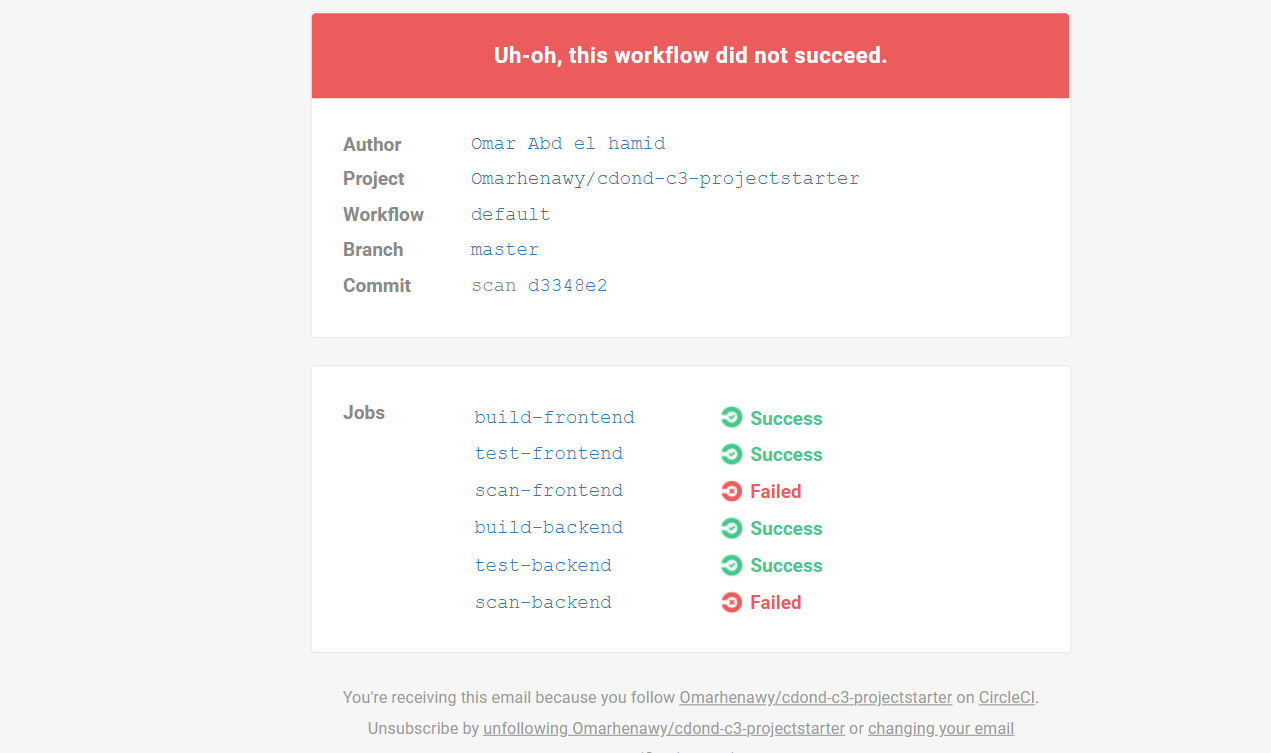 Uh-oh, this workflow did not succeed.
Author Omar Abd el hamid
Project Omarhenawy/cdond-c3-projectstarter
Workflow default
Branch master
Commit scan d3348e2
Jobs build-frontend Success
test-frontend Success
scan-frontend Failed
build-backend Success
test-backend Success
scan-backend Failed
You're receiving this email because you follow Omarhenawy/cdond-c3-projectstarter on CircleCI.
Unsubscribe by unfollowing Omarhenawy/cdond-c3-projectstarter or changing your email